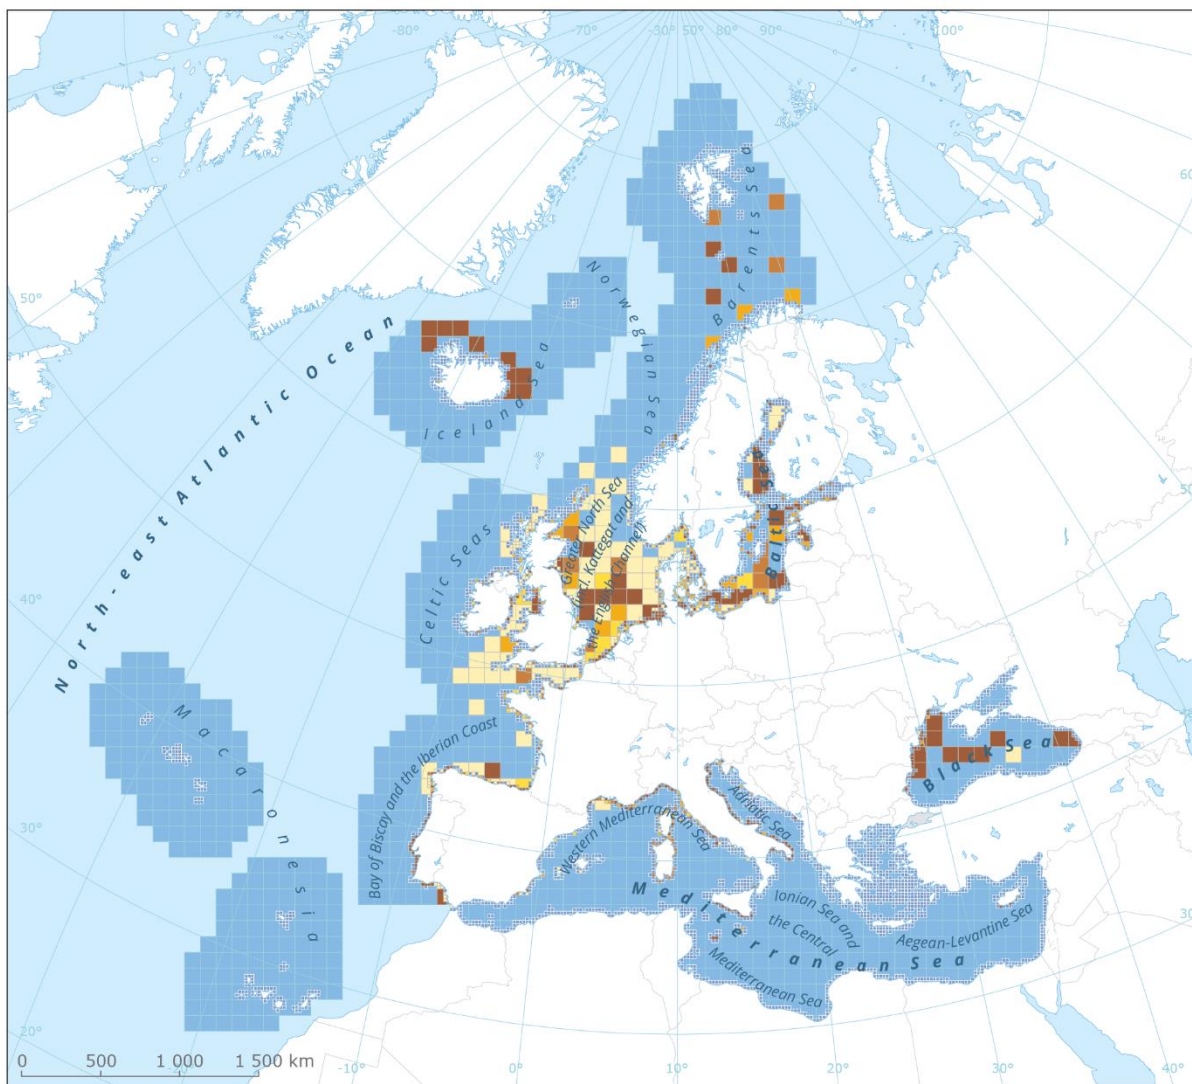 -80°
-70°
-30°
50°
80°
90°
100°
60°
50°
50°
40°
40°
30°
30°
20°
-10°
0°
10°
20°
30°
40°
Barents Sea
Norwegian Sea
Iceland Sea
North-east Atlantic Ocean
Celtic Seas
Greater North Sea
(incl. Kattegat and
the English Channel)
Baltic Sea
Macaronesia
Bay of Biscay and the Iberian Coast
Black Sea
Adriatic Sea
Western Mediterranean Sea
Mediterranean Sea
Ionian Sea and
the Central
Mediterranean Sea
Aegean-Levantine Sea
0 500 1 000 1 500 km